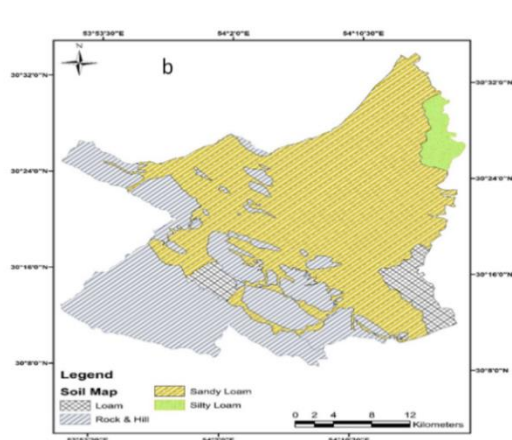 53°53'30"E 54°2'0"E 54°10'30"E
N
b
30°32'0"N 30°32'0"N
30°24'0"N 30°24'0"N
30°16'0"N 30°16'0"N
30°8'0"N 30°8'0"N
Legend
Soil Map
Loam
Rock & Hill
Sandy Loam
Silty Loam
0 2 4 8 12
Kilometers